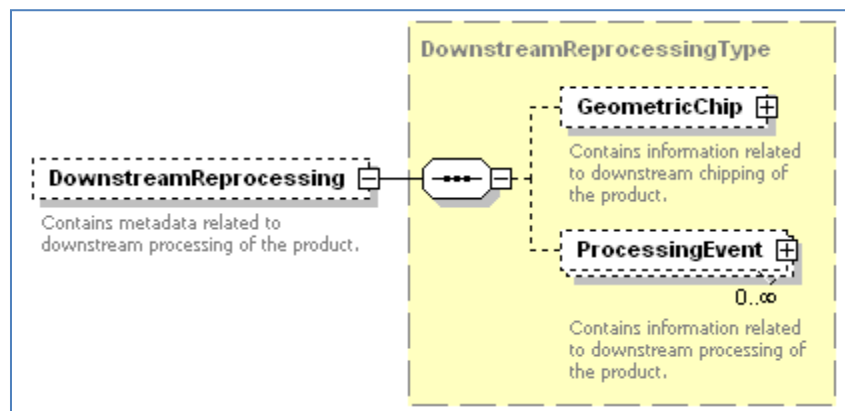 DownstreamReprocessingType
GeometricChip
Contains information related
to downstream chipping of
the product.
DownstreamReprocessing
Contains metadata related to
downstream processing of the product.
ProcessingEvent
0..∞
Contains information related
to downstream processing of
the product.